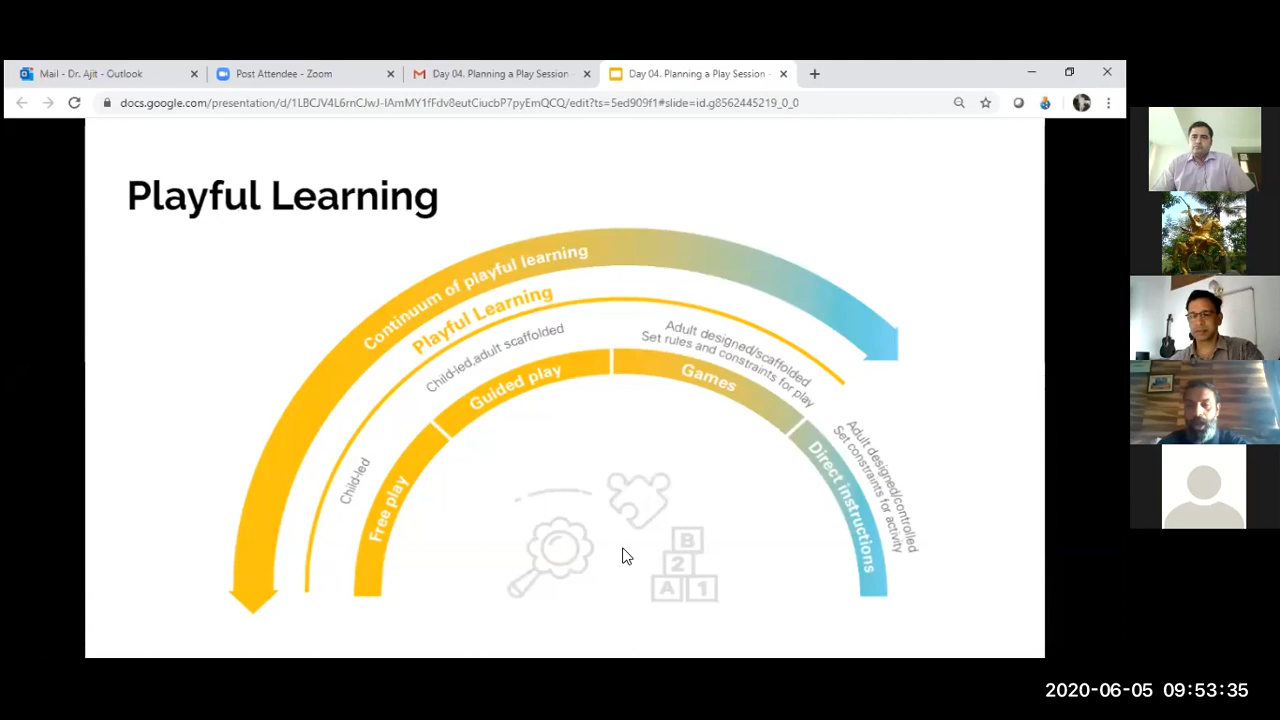 Mail - Dr. Ajit - Outlook
Post Attendee - Zoom
Day 04. Planning a Play Session -
Day 04. Planning a Play Session -
docs.google.com/presentation/d/1LBCJV4L6rnCJwJ-IAmMY1fFdv8eutCiucbP7pyEmQCQ/edit?ts=5ed909f1#slide=id.g8562445219_0_0
Playful Learning
Continuum of playful learning
Playful Learning
Child-led
Child-led,adult scaffolded
Adult designed/scaffolded
Set rules and constraints for play
Adult designed/controlled
Set constraints for activity
Free play
Guided play
Games
Direct instructions
B
2
A 1
2020-06-05 09:53:35